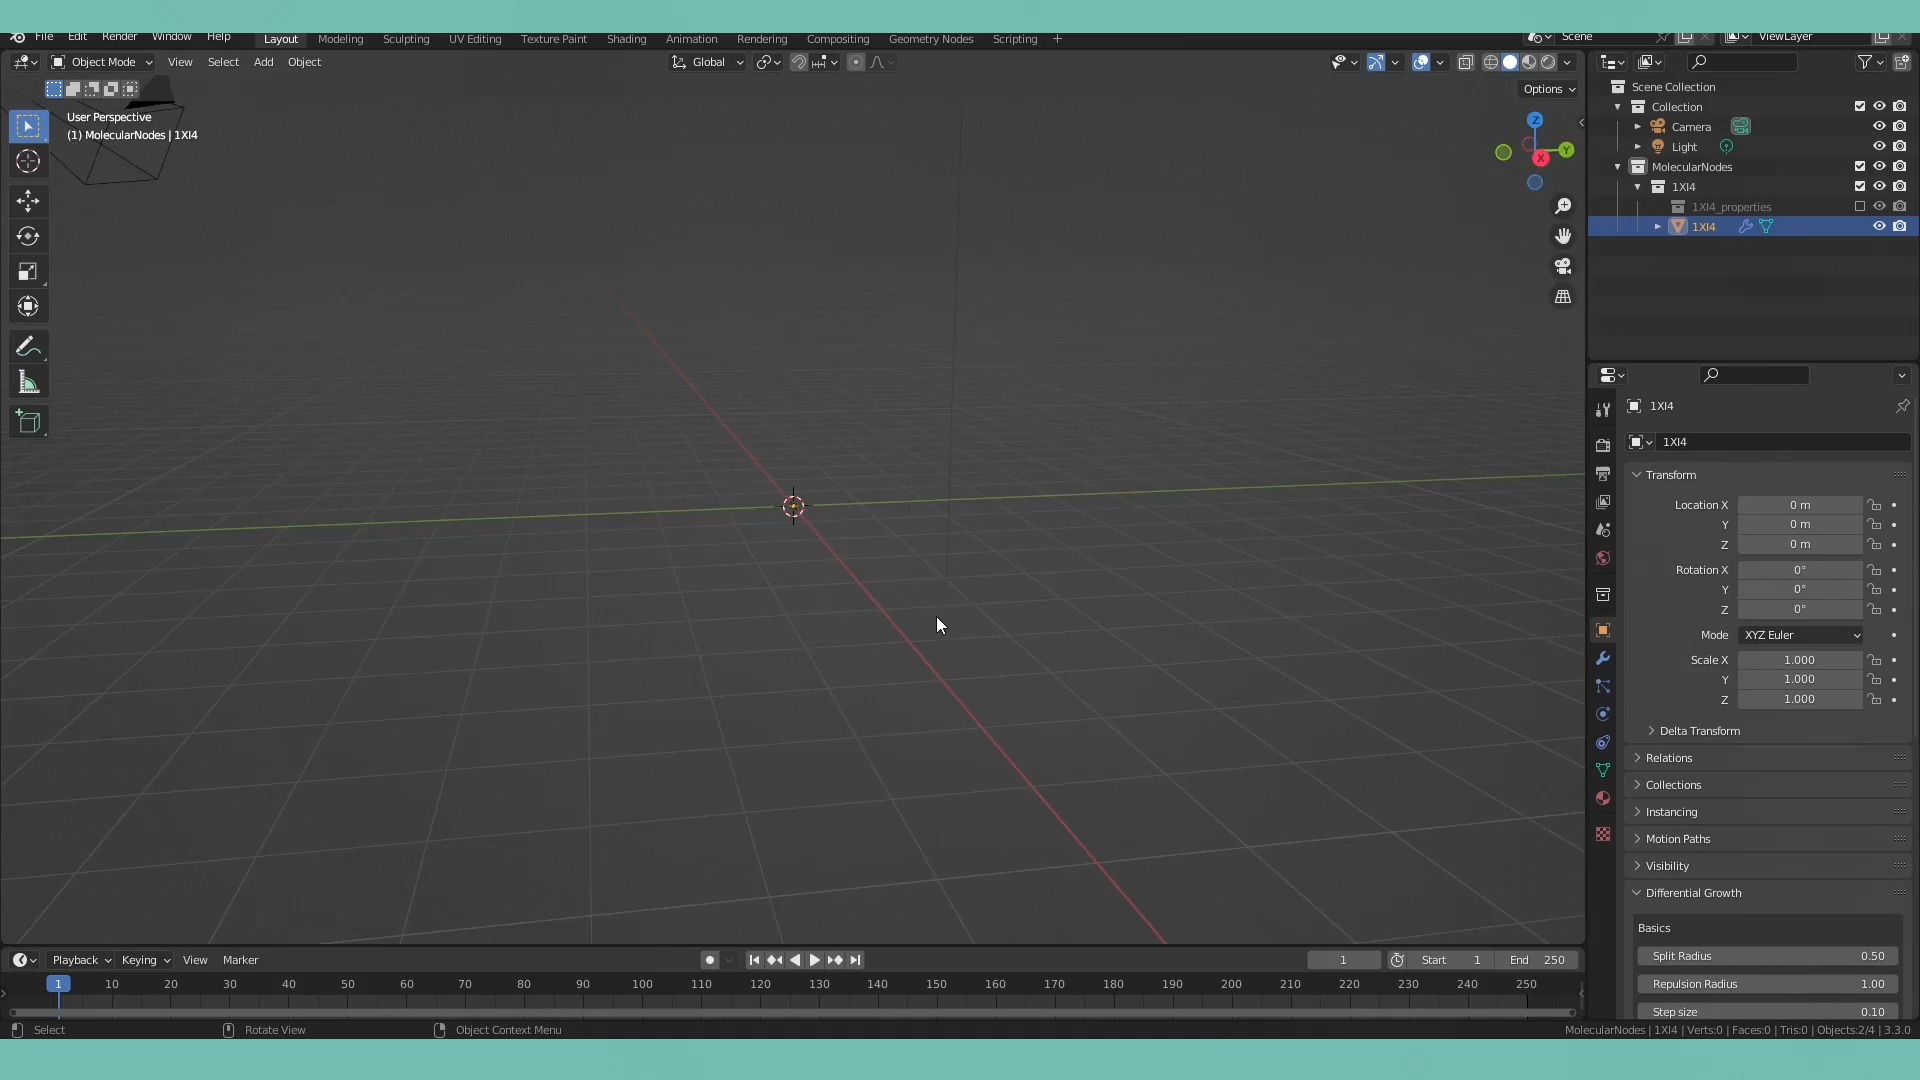 File Edit Render Window Help Layout Modeling Sculpting UV Editing Texture Paint Shading Animation Rendering Compositing Geometry Nodes Scripting + Scene ViewLayer
Object Mode View Select Add Object Global
Options
User Perspective
(1) MolecularNodes | 1XI4
Z
Y
X
Scene Collection
Collection
Camera
Light
MolecularNodes
1XI4
1XI4_properties
1XI4
1XI4
1XI4
Transform
Location X 0 m
Y 0 m
Z 0 m
Rotation X 0°
Y 0°
Z 0°
Mode XYZ Euler
Scale X 1.000
Y 1.000
Z 1.000
Delta Transform
Relations
Collections
Instancing
Motion Paths
Visibility
Differential Growth
Basics
Split Radius 0.50
Repulsion Radius 1.00
Step size 0.10
Playback Keying View Marker 1 Start 1 End 250
1 10 20 30 40 50 60 70 80 90 100 110 120 130 140 150 160 170 180 190 200 210 220 230 240 250
Select Rotate View Object Context Menu MolecularNodes | 1XI4 | Verts:0 | Faces:0 | Tris:0 | Objects:2/4 | 3.3.0